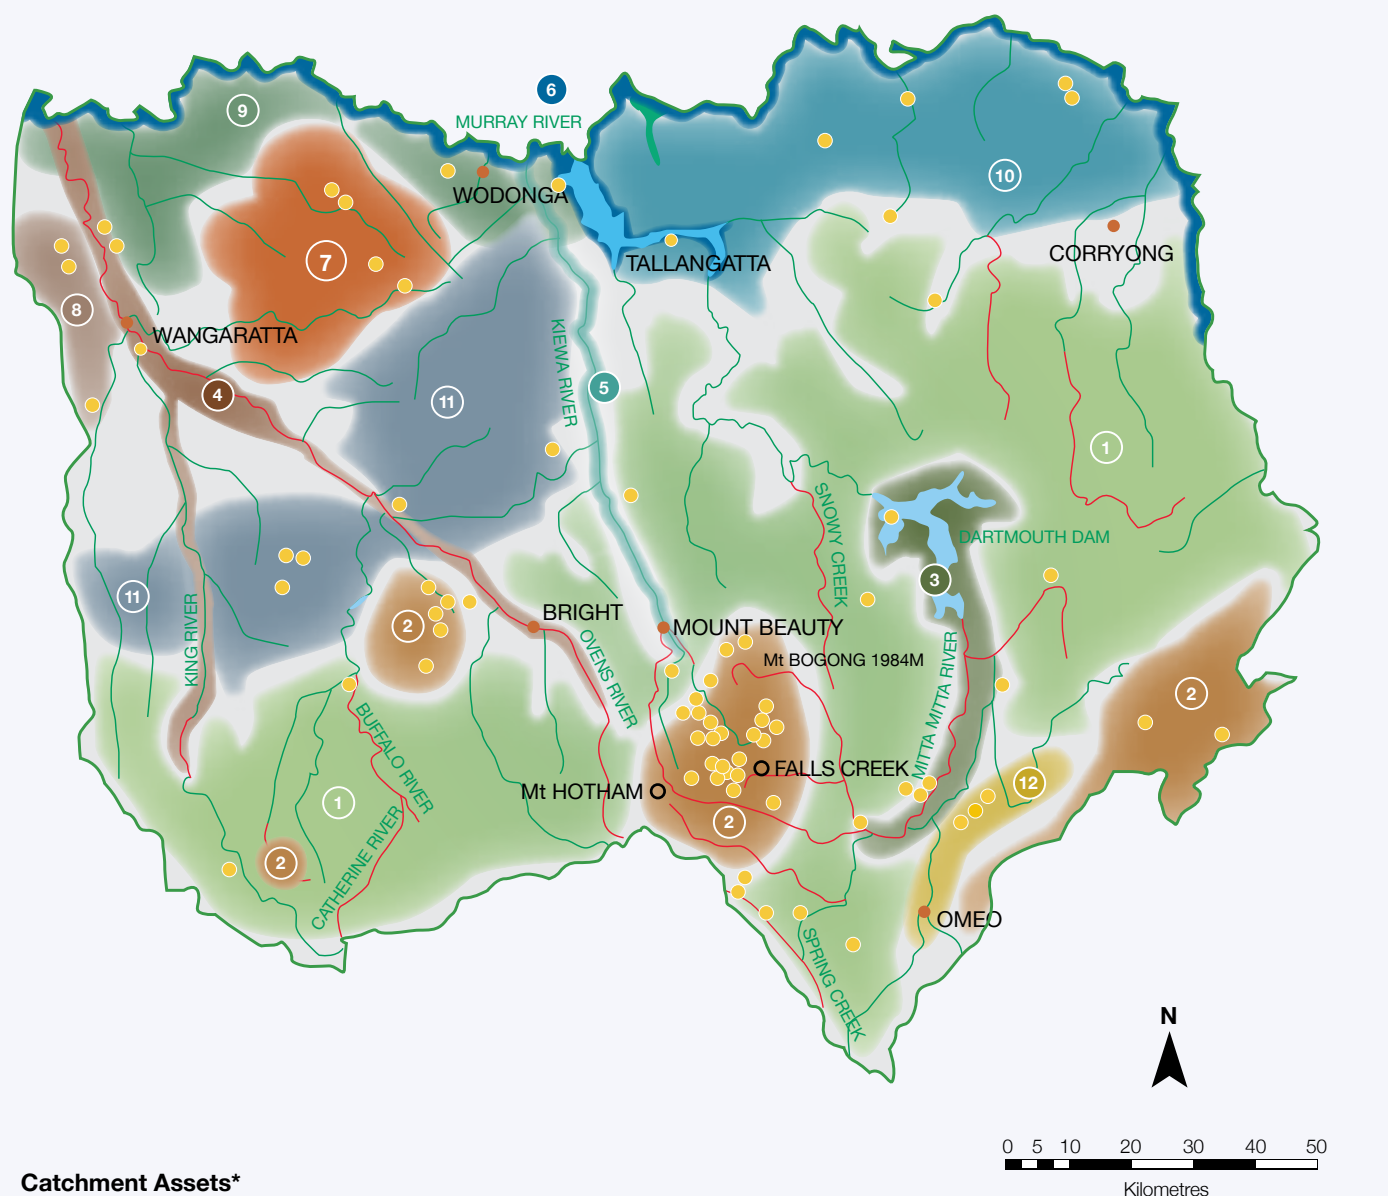 6
MURRAY RIVER
9
WODONGA
10
7
TALLANGATTA
CORRYONG
8
WANGARATTA
4
KIEWA RIVER
5
11
1
SNOWY CREEK
DARTMOUTH DAM
3
11
KING RIVER
2
BRIGHT
OVENS RIVER
MOUNT BEAUTY
Mt BOGONG 1984M
MITTA MITTA RIVER
2
BUFFALO RIVER
FALLS CREEK
Mt HOTHAM
12
1
2
CATHERINE RIVER
2
OMEO
SPRING CREEK
N
0 5 10 20 30 40 50
Kilometres
Catchment Assets*